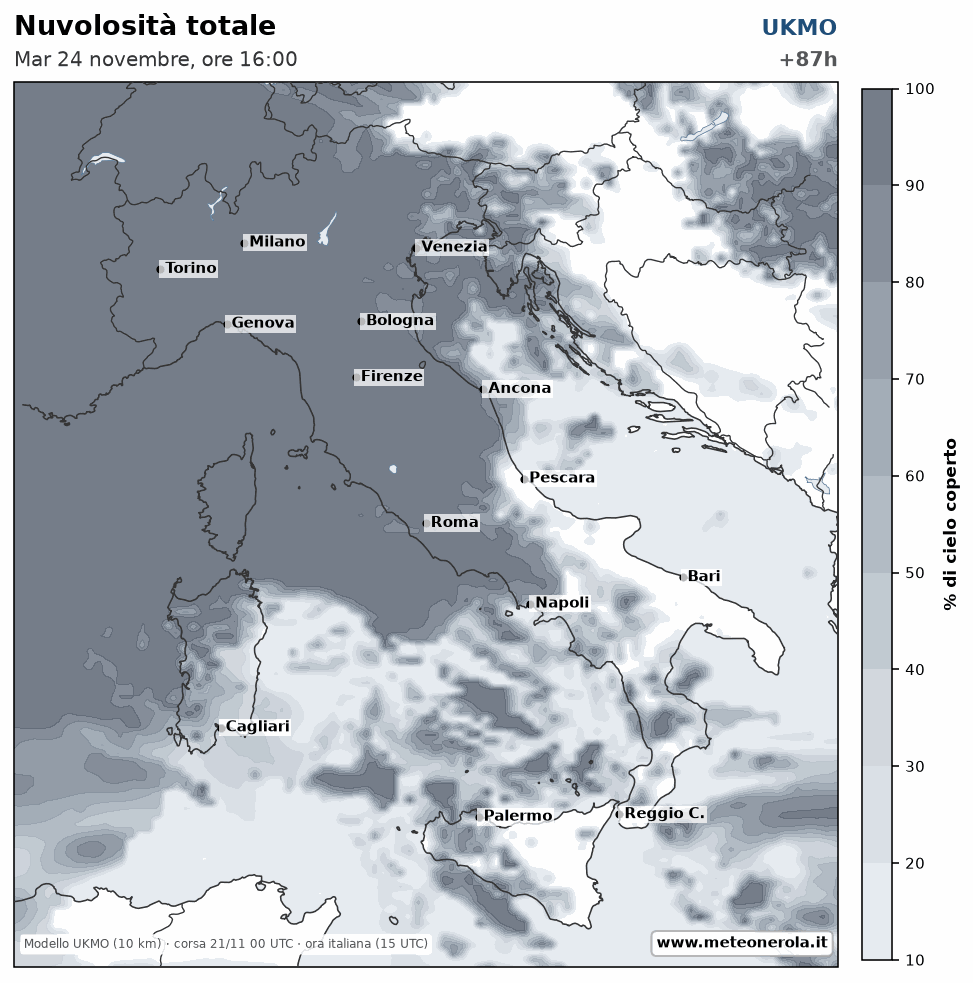 Nuvolosità totale
UKMO
Mar 24 novembre, ore 16:00
+87h
100
90
80
70
60
50
40
30
20
10
% di cielo coperto
Milano
Venezia
Torino
Genova
Bologna
Firenze
Ancona
Pescara
Roma
Bari
Napoli
Cagliari
Palermo
Reggio C.
Modello UKMO (10 km) · corsa 21/11 00 UTC · ora italiana (15 UTC)
www.meteonerola.it